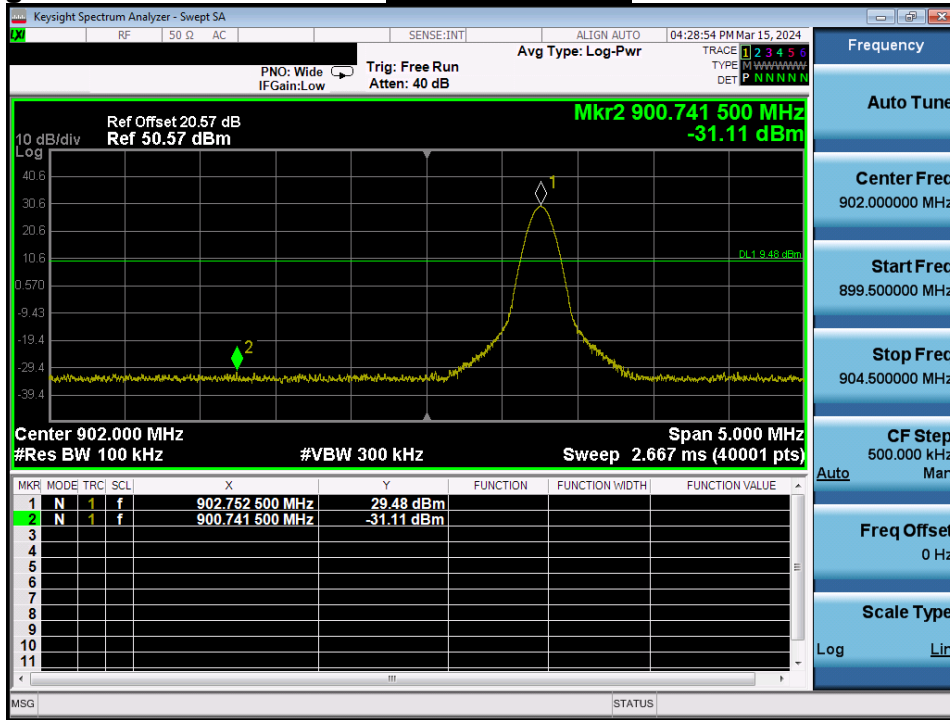 Keysight Spectrum Analyzer - Swept SA
LXI RF 50 Ω AC SENSE:INT ALIGN AUTO 04:28:54 PM Mar 15, 2024
PNO: Wide
IFGain:Low
Trig: Free Run
Atten: 40 dB
Avg Type: Log-Pwr
TRACE 1 2 3 4 5 6
TYPE M WWWWW
DET P N N N N N
Mkr2 900.741 500 MHz
-31.11 dBm
Ref Offset 20.57 dB
10 dB/div Ref 50.57 dBm
Log
40.6
30.6
20.6
10.6
0.570
-9.43
-19.4
-29.4
-39.4
1
2
DL1 9.48 dBm
Center 902.000 MHz Span 5.000 MHz
#Res BW 100 kHz #VBW 300 kHz Sweep 2.667 ms (40001 pts)
MKR MODE TRC SCL X Y FUNCTION FUNCTION WIDTH FUNCTION VALUE
1 N 1 f 902.752 500 MHz 29.48 dBm
2 N 1 f 900.741 500 MHz -31.11 dBm
3
4
5
6
7
8
9
10
11
MSG STATUS
Frequency
Auto Tune
Center Freq
902.000000 MHz
Start Freq
899.500000 MHz
Stop Freq
904.500000 MHz
CF Step
500.000 kHz
Auto Man
Freq Offset
0 Hz
Scale Type
Log Lin